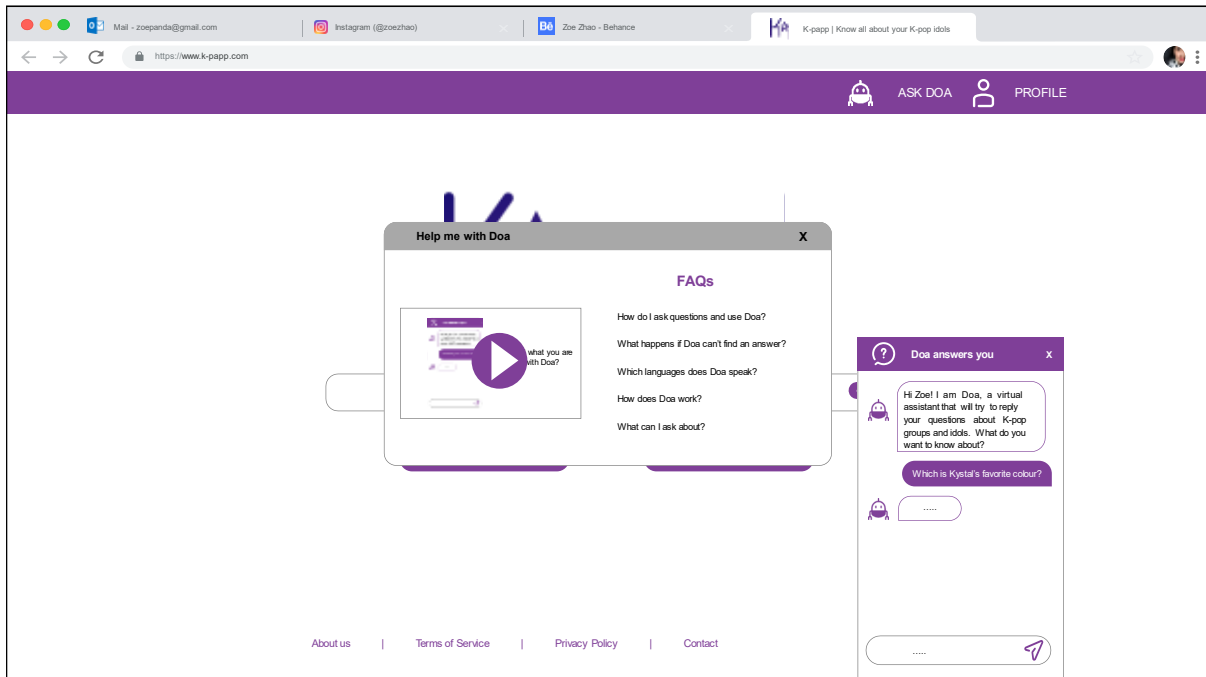 Mail - zoepanda@gmail.com
Instagram (@zoezhao)
Zoe Zhao - Behance
K-papp | Know all about your K-pop idols
https://www.k-papp.com
ASK DOA
PROFILE
Help me with Doa
X
FAQs
what you are
with Doa?
How do I ask questions and use Doa?
What happens if Doa can't find an answer?
Which languages does Doa speak?
How does Doa work?
What can I ask about?
Doa answers you
X
Hi Zoe! I am Doa, a virtual
assistant that will try to reply
your questions about K-pop
groups and idols. What do you
want to know about?
Which is Kystal's favorite colour?
.....
.....
About us | Terms of Service | Privacy Policy | Contact